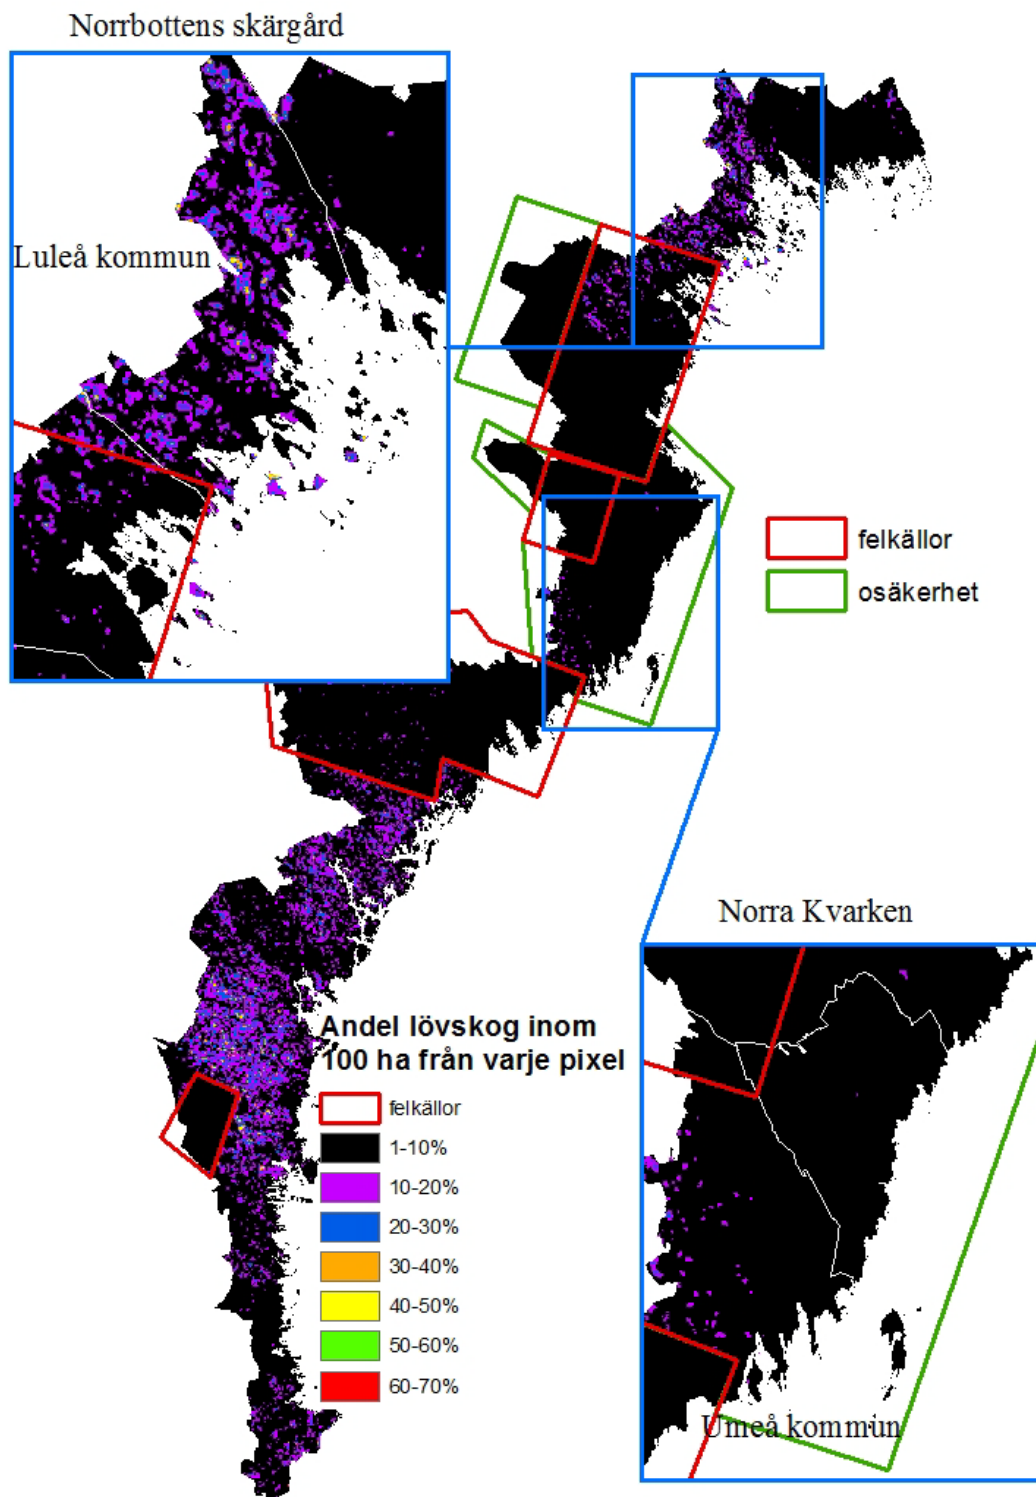 Norrbottens skärgård
Luleå kommun
felkällor
osäkerhet
Norra Kvarken
Andel lövskog inom
100 ha från varje pixel
felkällor
1-10%
10-20%
20-30%
30-40%
40-50%
50-60%
60-70%
Umeå kommun